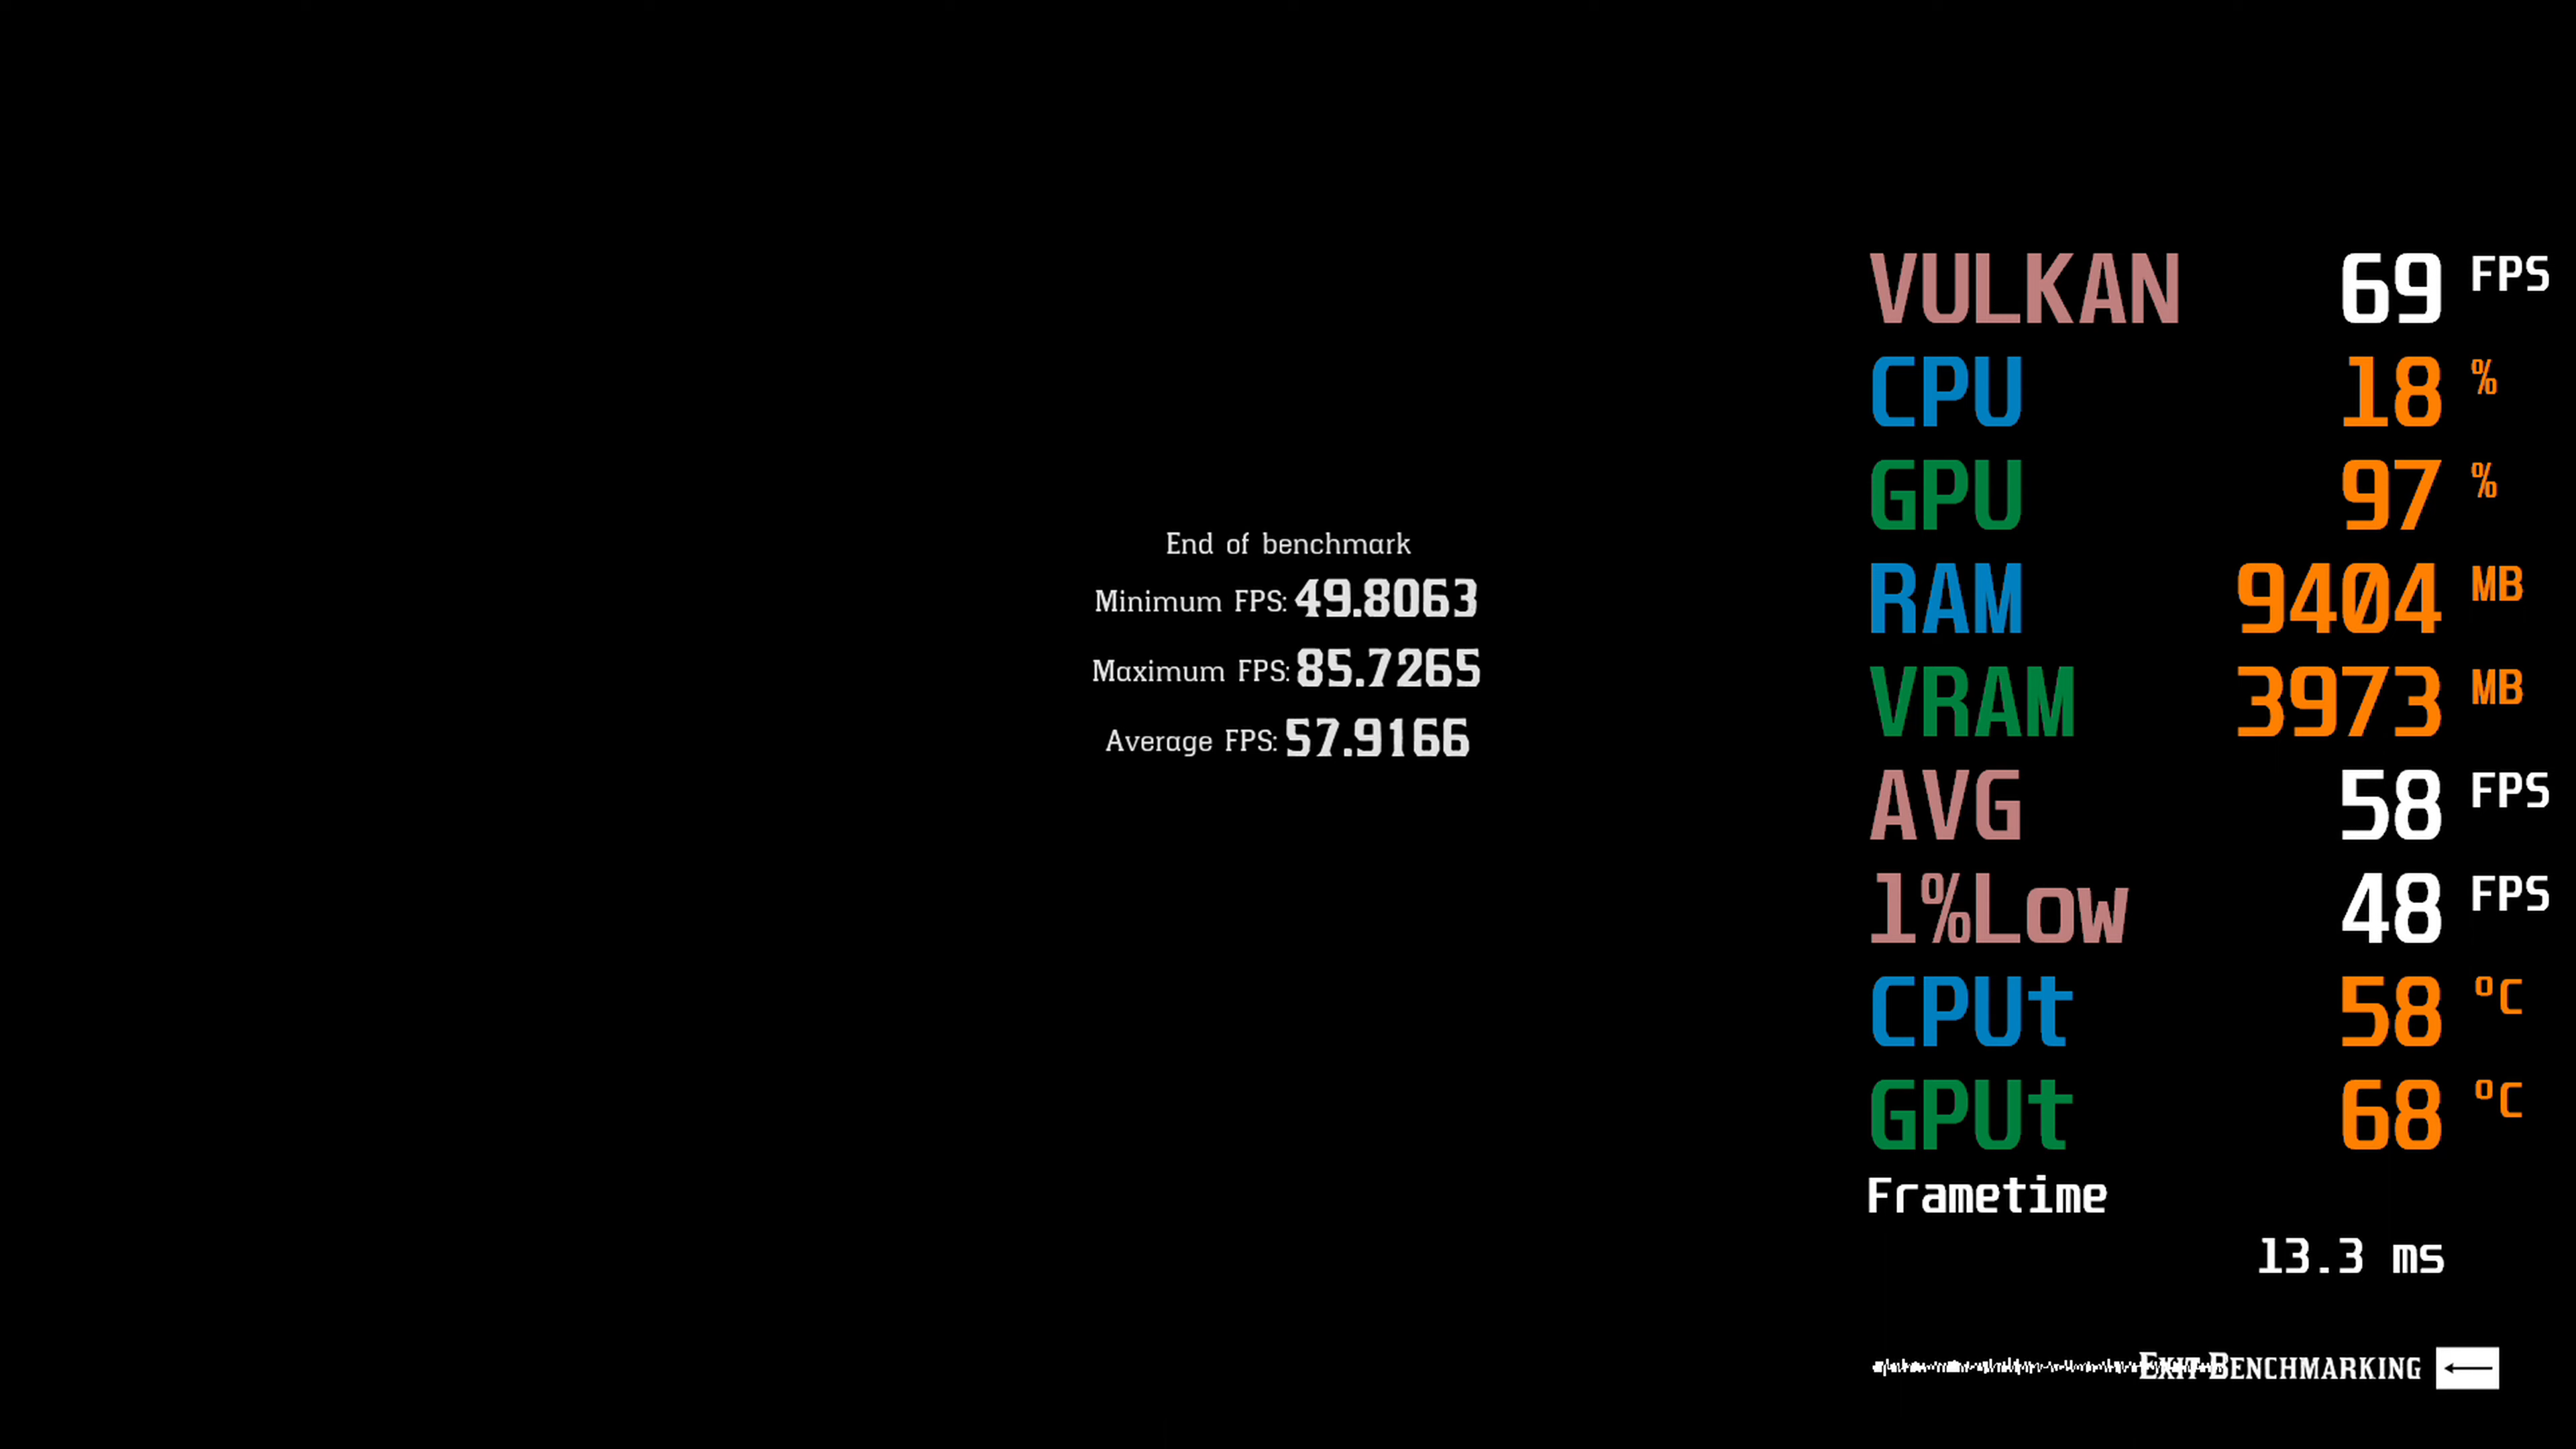 End of benchmark
Minimum FPS: 49.8063
Maximum FPS: 85.7265
Average FPS: 57.9166
VULKAN 69 FPS
CPU 18 %
GPU 97 %
RAM 9404 MB
VRAM 3973 MB
AVG 58 FPS
1%Low 48 FPS
CPUt 58 °C
GPUt 68 °C
Frametime
13.3 ms
EXIT BENCHMARKING